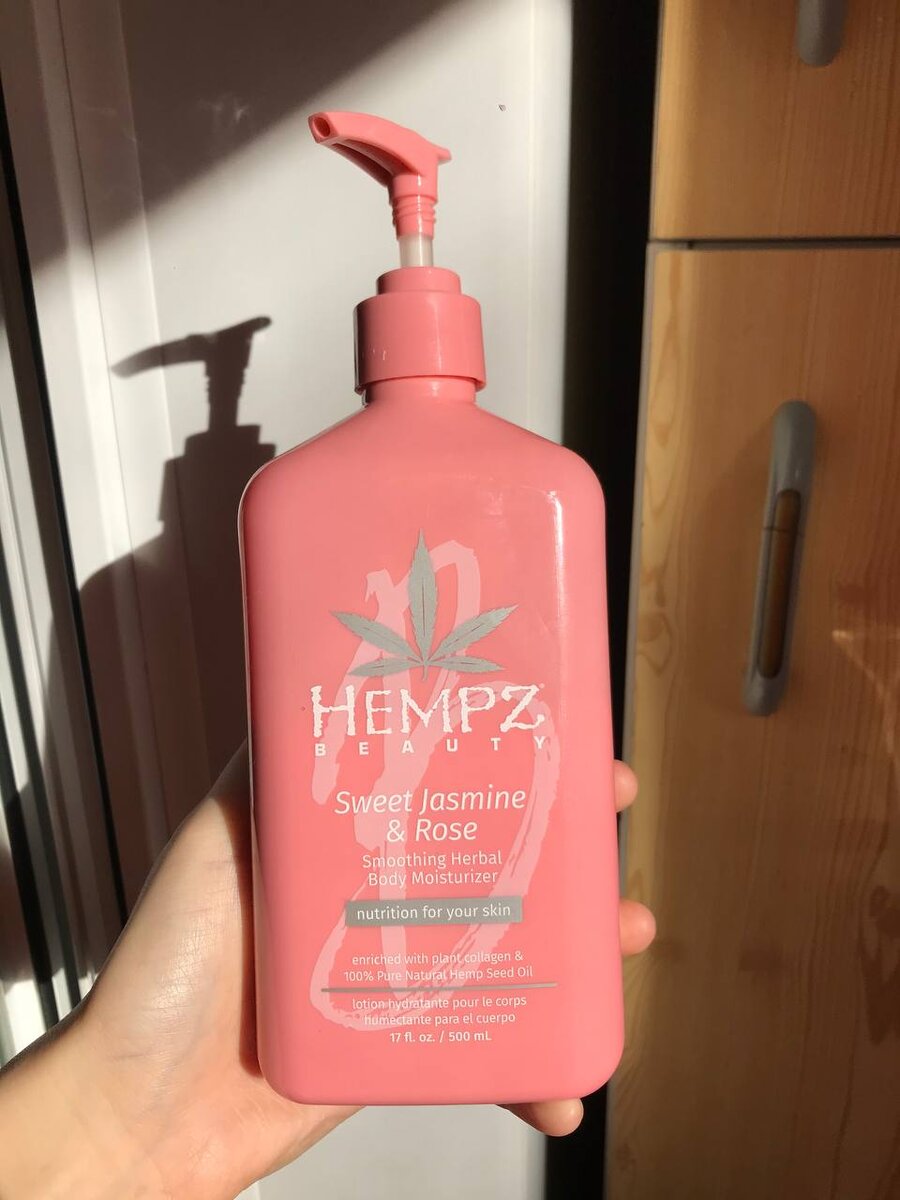 HEMPZ
BEAUTY
Sweet Jasmine
& Rose
Smoothing Herbal
Body Moisturizer
nutrition for your skin
enriched with plant collagen &
100% Pure Natural Hemp Seed Oil
lotion hydratante pour le corps
humectante para el cuerpo
17 fl. oz. / 500 mL